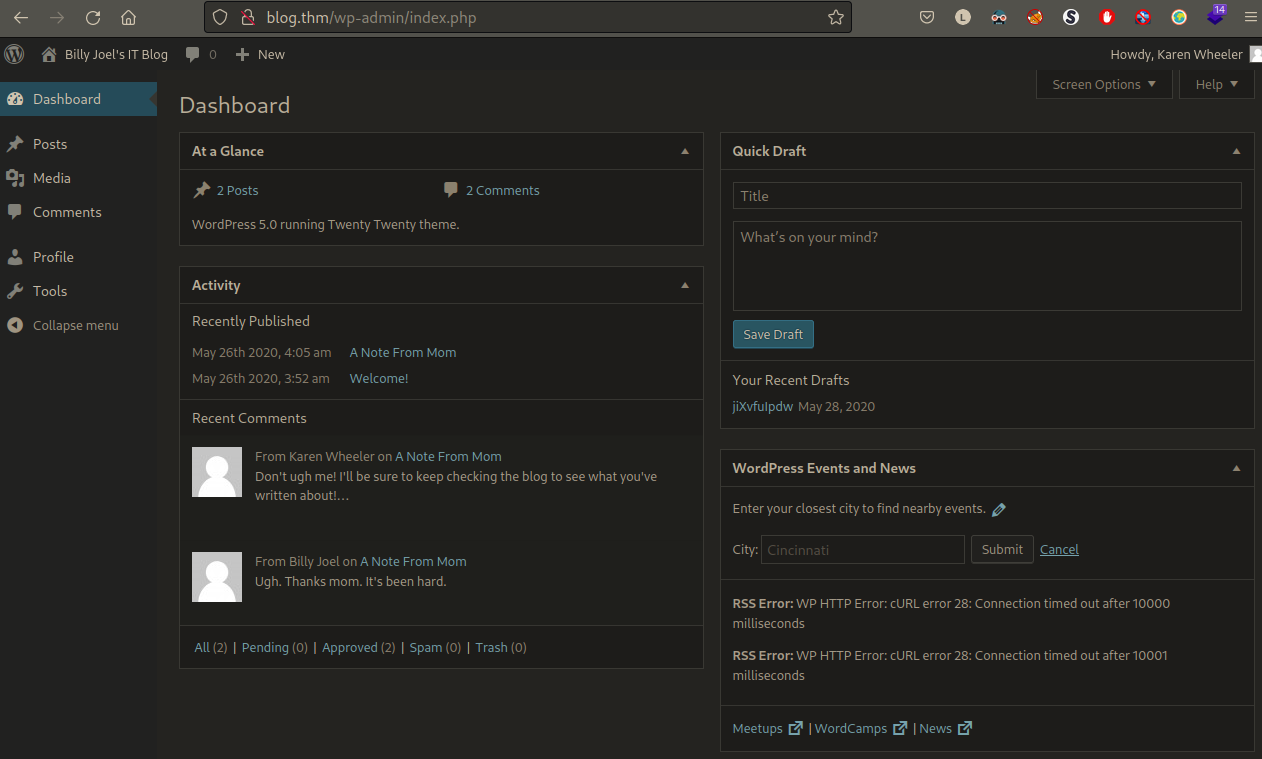 blog.thm/wp-admin/index.php
L
S
14
Billy Joel's IT Blog 0 New
Howdy, Karen Wheeler
Screen Options Help
Dashboard
Posts
Media
Comments
Profile
Tools
Collapse menu
Dashboard
At a Glance
2 Posts 2 Comments
WordPress 5.0 running Twenty Twenty theme.
Activity
Recently Published
May 26th 2020, 4:05 am A Note From Mom
May 26th 2020, 3:52 am Welcome!
Recent Comments
From Karen Wheeler on A Note From Mom
Don't ugh me! I'll be sure to keep checking the blog to see what you've
written about!…
From Billy Joel on A Note From Mom
Ugh. Thanks mom. It's been hard.
All (2) | Pending (0) | Approved (2) | Spam (0) | Trash (0)
Quick Draft
Title
What's on your mind?
Save Draft
Your Recent Drafts
jiXvfuIpdw May 28, 2020
WordPress Events and News
Enter your closest city to find nearby events.
City: Cincinnati Submit Cancel
RSS Error: WP HTTP Error: cURL error 28: Connection timed out after 10000
milliseconds
RSS Error: WP HTTP Error: cURL error 28: Connection timed out after 10001
milliseconds
Meetups | WordCamps | News